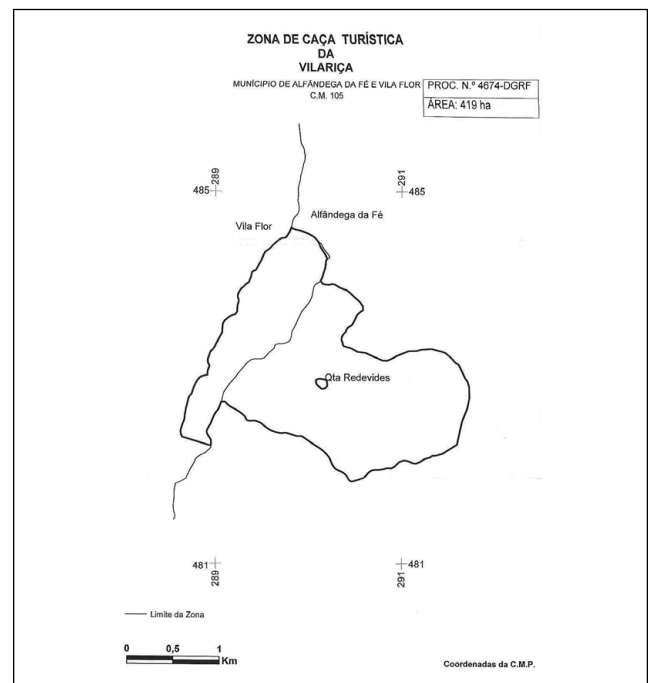 ZONA DE CAÇA TURÍSTICA
DA
VILARIÇA
MUNÍCIPIO DE ALFÂNDEGA DA FÉ E VILA FLOR
C.M. 105
PROC. N.º 4674-DGRF
ÁREA: 419 ha
289
485
291
485
Vila Flor
Alfândega da Fé
Qta Redevides
481
289
481
291
Limite da Zona
0 0,5 1
Km
Coordenadas da C.M.P.